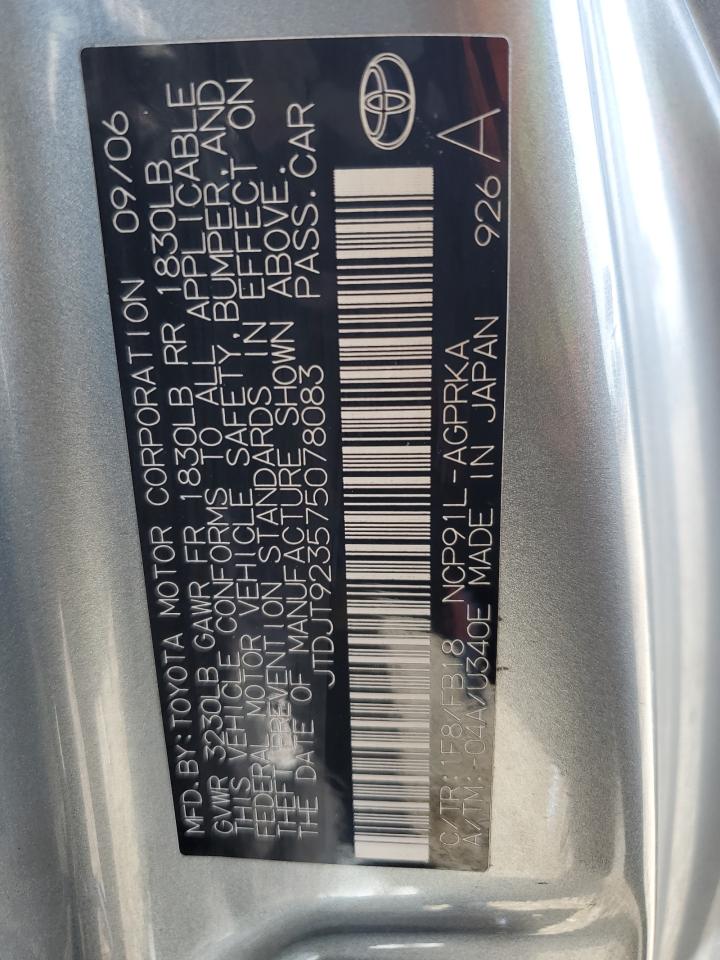 MFD. BY: TOYOTA MOTOR CORPORATION 09/06
GVWR 3230LB GAWR FR 1830LB RR 1830LB
THIS VEHICLE CONFORMS TO ALL APPLICABLE
FEDERAL MOTOR VEHICLE SAFETY, BUMPER, AND
THEFT PREVENTION STANDARDS IN EFFECT ON
THE DATE OF MANUFACTURE SHOWN ABOVE.
JTDJT923575078083 PASS. CAR
C/TR: 1F8/FB18 NCP91L-AGPRKA 926 A
A/TM: -04A/U340E MADE IN JAPAN